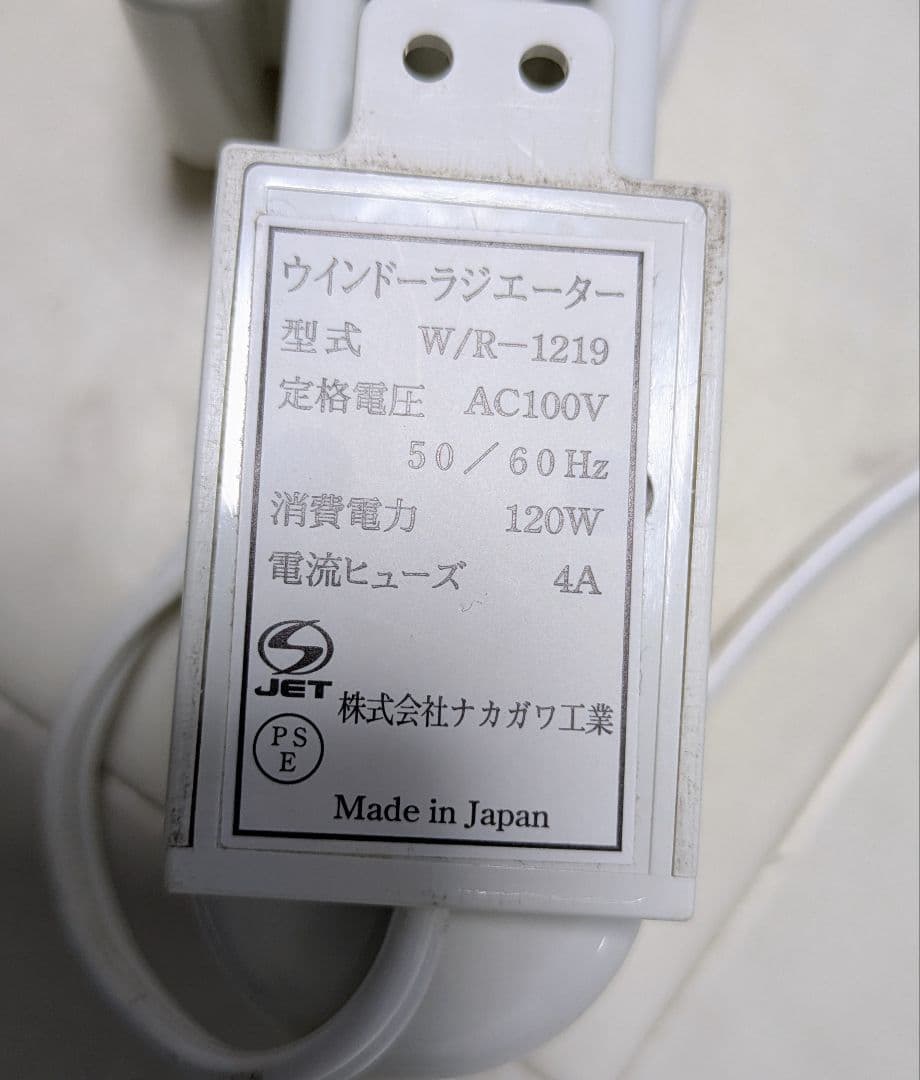 ウインドーラジエーター
型式 W/R-1219
定格電圧 AC100V
50/60Hz
消費電力 120W
電流ヒューズ 4A
JET
株式会社ナカガワ工業
PS
E
Made in Japan